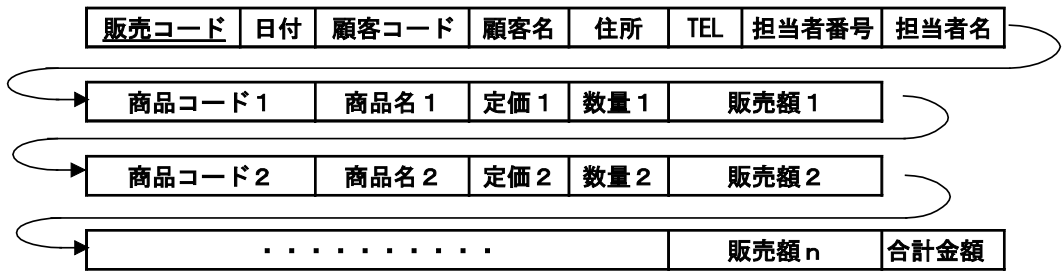 販売コード 日付 顧客コード 顧客名 住所 TEL 担当者番号 担当者名
商品コード1 商品名1 定価1 数量1 販売額1
商品コード2 商品名2 定価2 数量2 販売額2
・・・・・・・・・・ 販売額n 合計金額